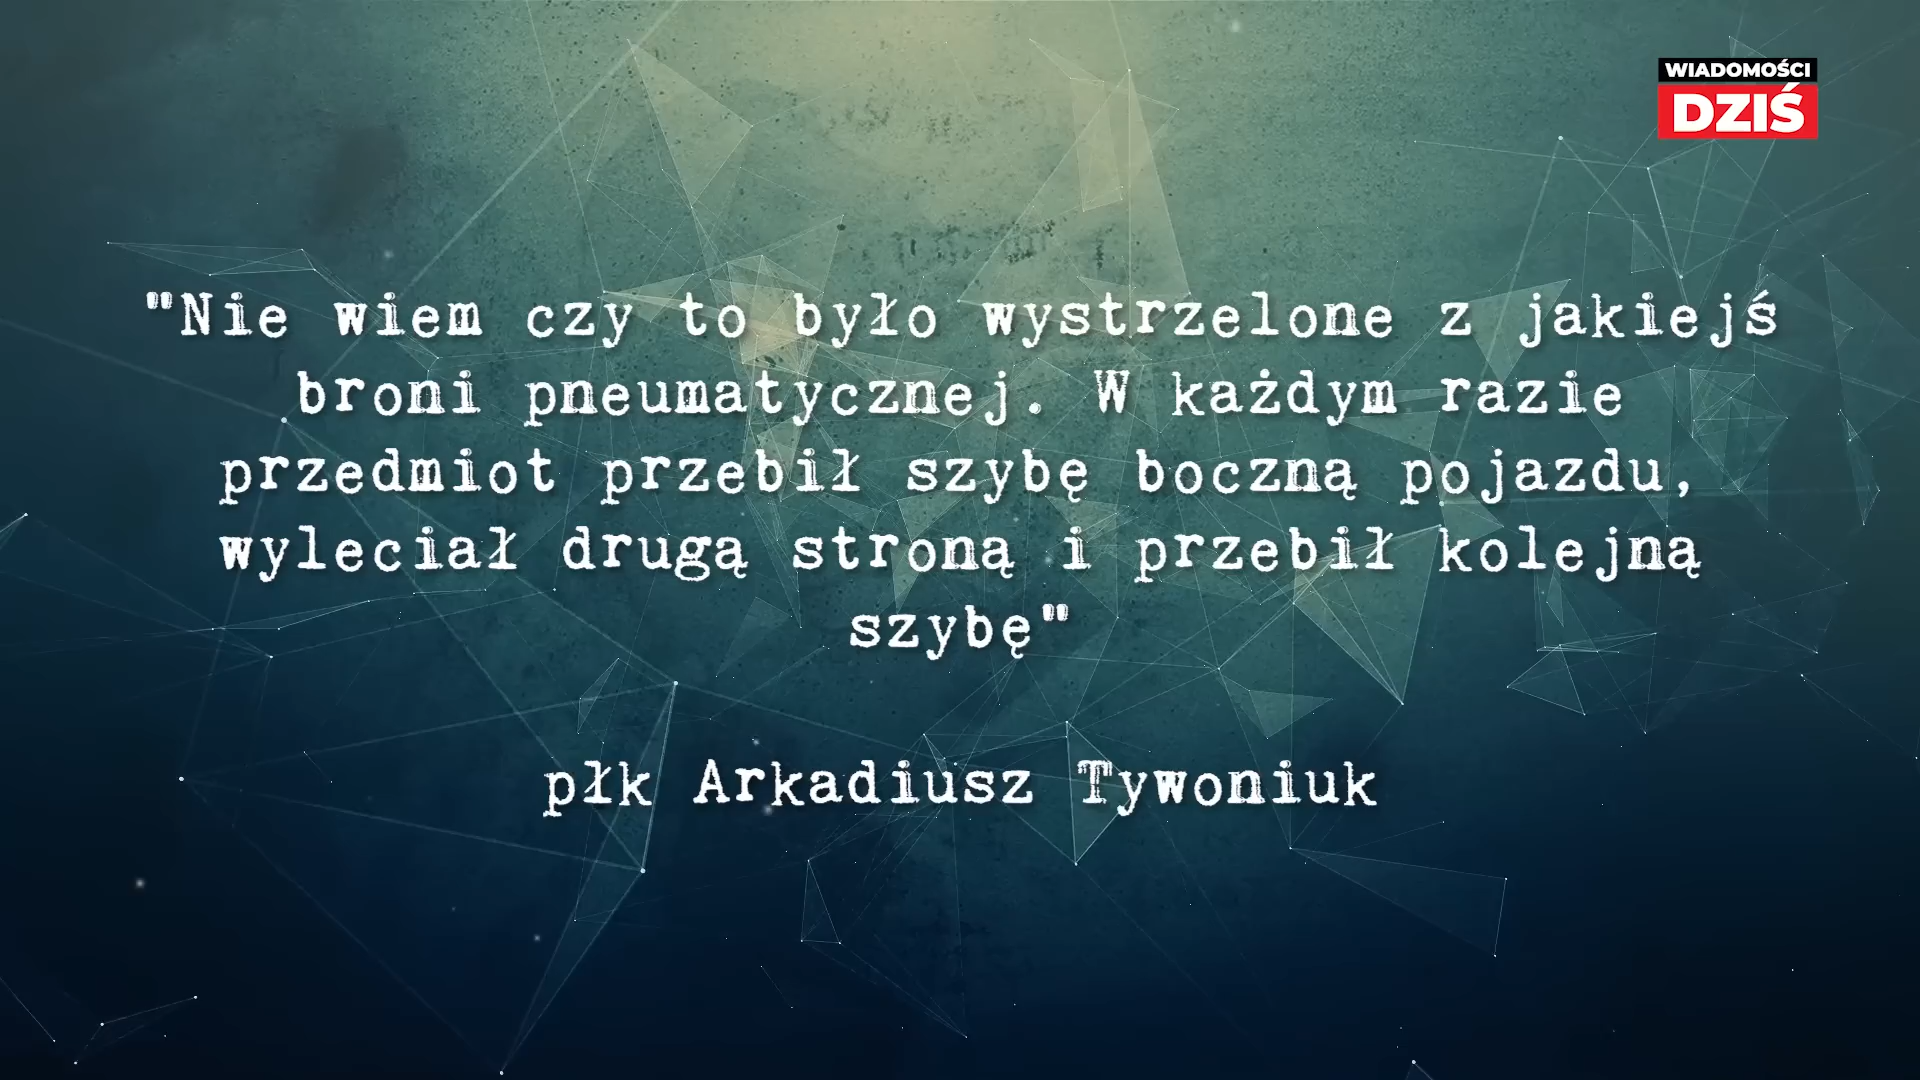 WIADOMOŚCI
DZIŚ
"Nie wiem czy to było wystrzelone z jakiejś
broni pneumatycznej. W każdym razie
przedmiot przebił szybę boczną pojazdu,
wyleciał drugą stroną i przebił kolejną
szybę"
płk Arkadiusz Tywoniuk